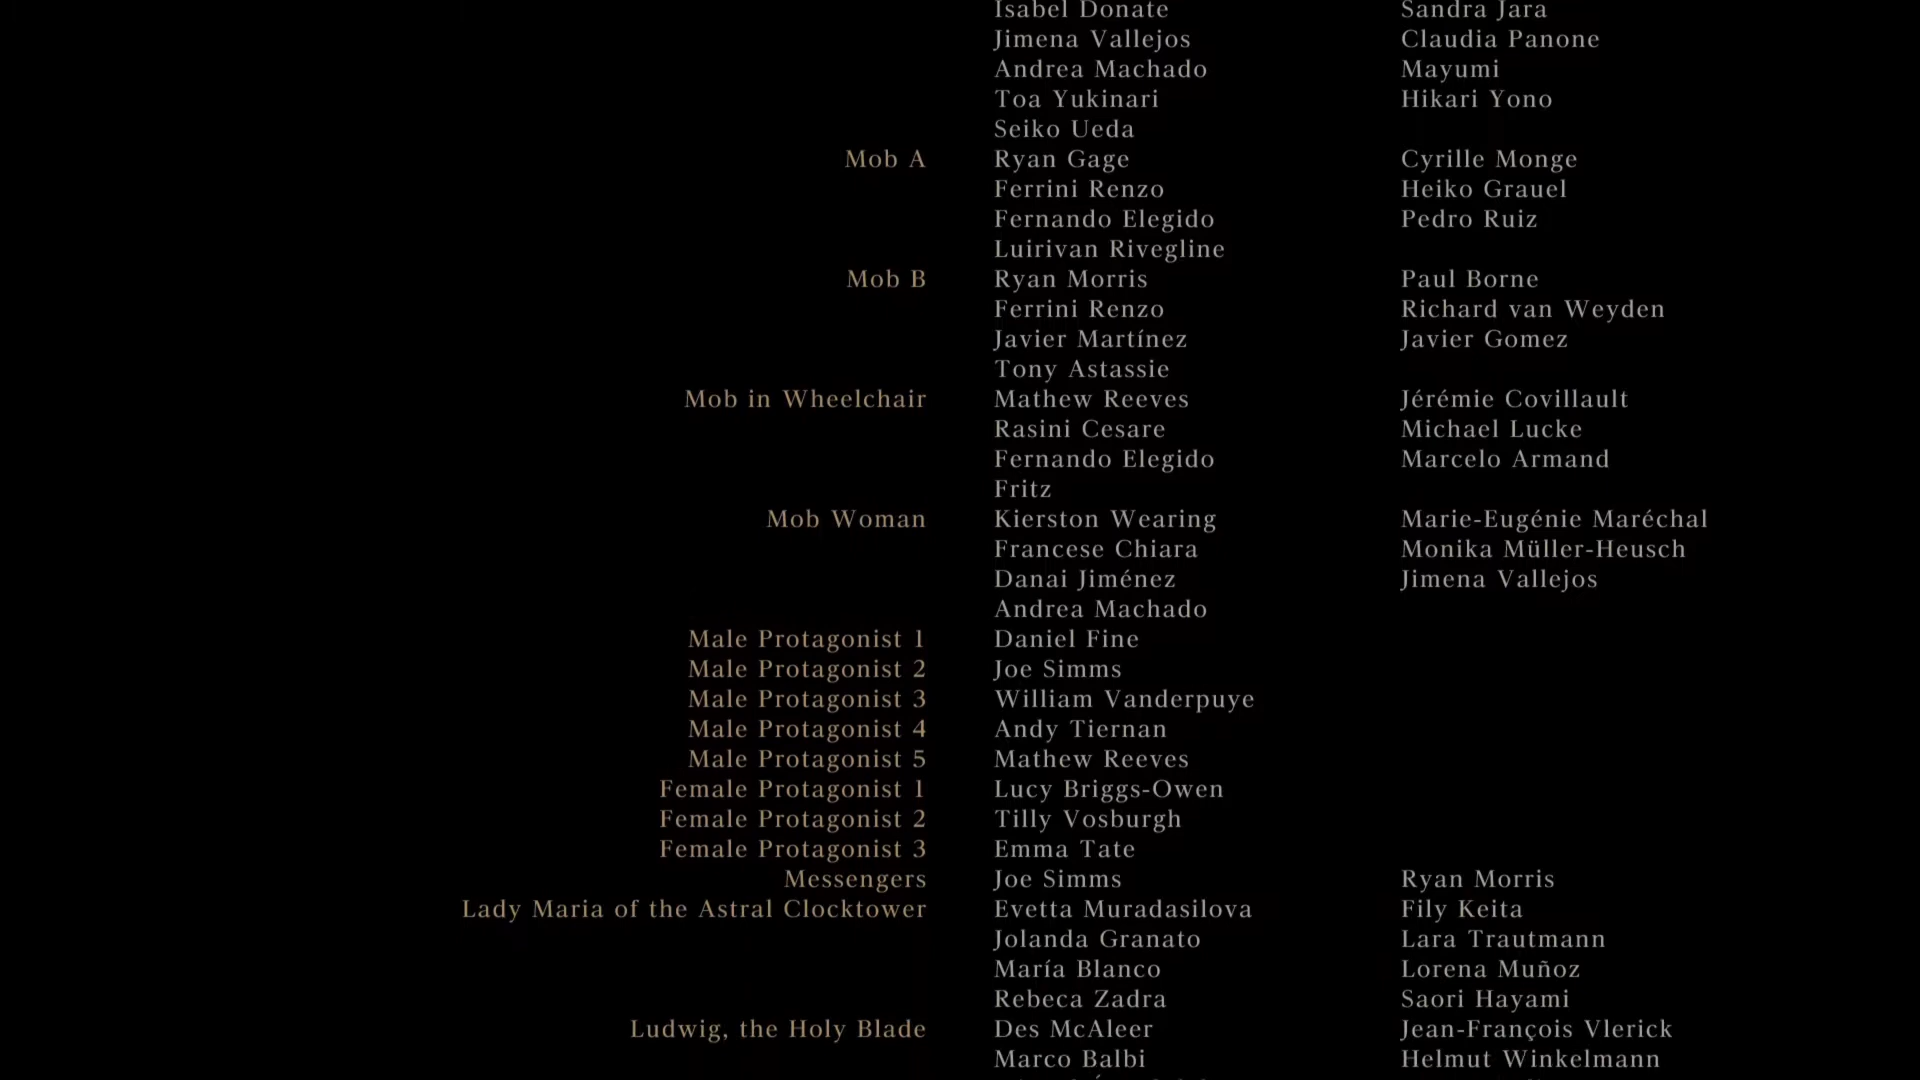 Isabel Donate Sandra Jara
Jimena Vallejos Claudia Panone
Andrea Machado Mayumi
Toa Yukinari Hikari Yono
Seiko Ueda
Mob A Ryan Gage Cyrille Monge
Ferrini Renzo Heiko Grauel
Fernando Elegido Pedro Ruiz
Luirivan Rivegline
Mob B Ryan Morris Paul Borne
Ferrini Renzo Richard van Weyden
Javier Martínez Javier Gomez
Tony Astassie
Mob in Wheelchair Mathew Reeves Jérémie Covillault
Rasini Cesare Michael Lucke
Fernando Elegido Marcelo Armand
Fritz
Mob Woman Kierston Wearing Marie-Eugénie Maréchal
Francese Chiara Monika Müller-Heusch
Danai Jiménez Jimena Vallejos
Andrea Machado
Male Protagonist 1 Daniel Fine
Male Protagonist 2 Joe Simms
Male Protagonist 3 William Vanderpuye
Male Protagonist 4 Andy Tiernan
Male Protagonist 5 Mathew Reeves
Female Protagonist 1 Lucy Briggs-Owen
Female Protagonist 2 Tilly Vosburgh
Female Protagonist 3 Emma Tate
Messengers Joe Simms Ryan Morris
Lady Maria of the Astral Clocktower Evetta Muradasilova Fily Keita
Jolanda Granato Lara Trautmann
María Blanco Lorena Muñoz
Rebeca Zadra Saori Hayami
Ludwig, the Holy Blade Des McAleer Jean-François Vlerick
Marco Balbi Helmut Winkelmann